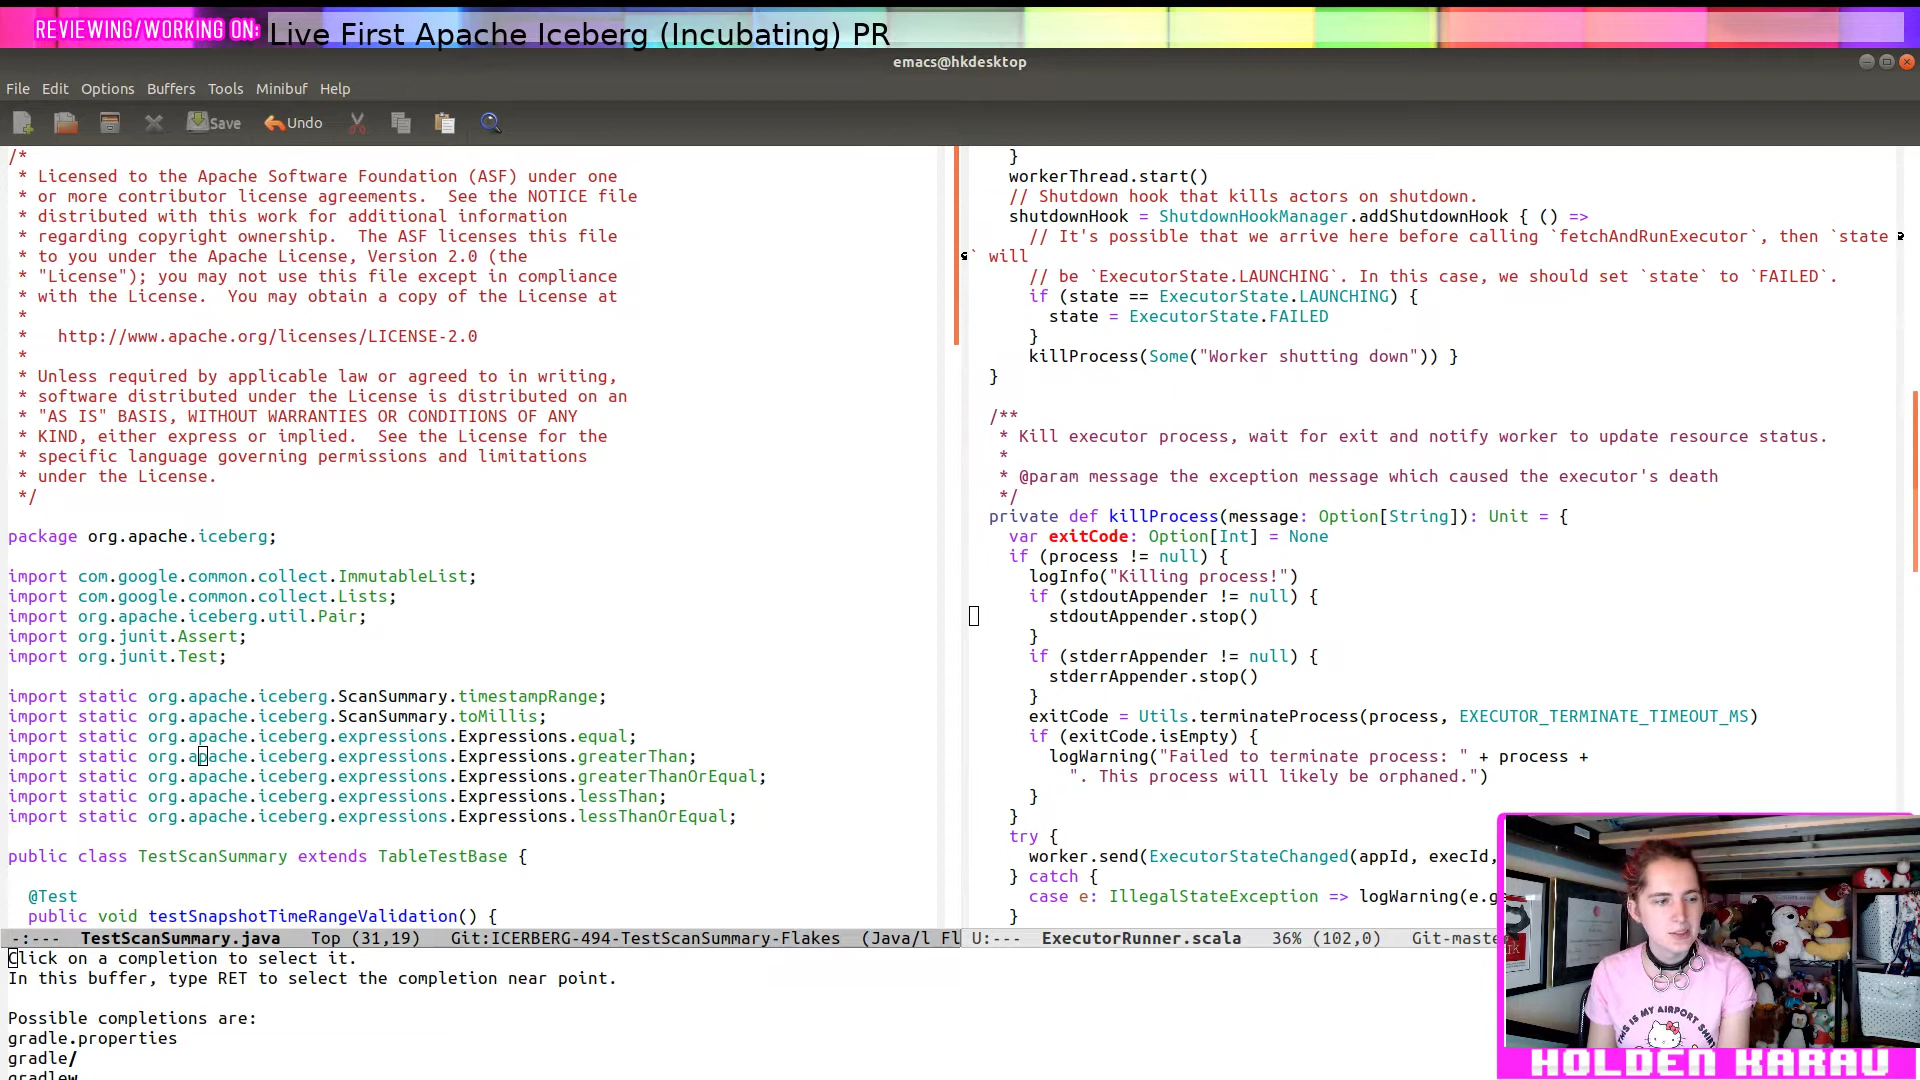 REVIEWING/WORKING ON: Live First Apache Iceberg (Incubating) PR
emacs@hkdesktop
File Edit Options Buffers Tools Minibuf Help
Save Undo
/*
 * Licensed to the Apache Software Foundation (ASF) under one
 * or more contributor license agreements.  See the NOTICE file
 * distributed with this work for additional information
 * regarding copyright ownership.  The ASF licenses this file
 * to you under the Apache License, Version 2.0 (the
 * "License"); you may not use this file except in compliance
 * with the License.  You may obtain a copy of the License at
 *
 *   http://www.apache.org/licenses/LICENSE-2.0
 *
 * Unless required by applicable law or agreed to in writing,
 * software distributed under the License is distributed on an
 * "AS IS" BASIS, WITHOUT WARRANTIES OR CONDITIONS OF ANY
 * KIND, either express or implied.  See the License for the
 * specific language governing permissions and limitations
 * under the License.
 */
package org.apache.iceberg;
import com.google.common.collect.ImmutableList;
import com.google.common.collect.Lists;
import org.apache.iceberg.util.Pair;
import org.junit.Assert;
import org.junit.Test;
import static org.apache.iceberg.ScanSummary.timestampRange;
import static org.apache.iceberg.ScanSummary.toMillis;
import static org.apache.iceberg.expressions.Expressions.equal;
import static org.apache.iceberg.expressions.Expressions.greaterThan;
import static org.apache.iceberg.expressions.Expressions.greaterThanOrEqual;
import static org.apache.iceberg.expressions.Expressions.lessThan;
import static org.apache.iceberg.expressions.Expressions.lessThanOrEqual;
public class TestScanSummary extends TableTestBase {
  @Test
  public void testSnapshotTimeRangeValidation() {
-:---  TestScanSummary.java   Top (31,19)   Git:ICERBERG-494-TestScanSummary-Flakes  (Java/l Fl
Click on a completion to select it.
In this buffer, type RET to select the completion near point.
Possible completions are:
gradle.properties
gradle/
gradlew
    }
    workerThread.start()
    // Shutdown hook that kills actors on shutdown.
    shutdownHook = ShutdownHookManager.addShutdownHook { () =>
      // It's possible that we arrive here before calling `fetchAndRunExecutor`, then `state
` will
      // be `ExecutorState.LAUNCHING`. In this case, we should set `state` to `FAILED`.
      if (state == ExecutorState.LAUNCHING) {
        state = ExecutorState.FAILED
      }
      killProcess(Some("Worker shutting down")) }
  }
  /**
   * Kill executor process, wait for exit and notify worker to update resource status.
   *
   * @param message the exception message which caused the executor's death
   */
  private def killProcess(message: Option[String]): Unit = {
    var exitCode: Option[Int] = None
    if (process != null) {
      logInfo("Killing process!")
      if (stdoutAppender != null) {
        stdoutAppender.stop()
      }
      if (stderrAppender != null) {
        stderrAppender.stop()
      }
      exitCode = Utils.terminateProcess(process, EXECUTOR_TERMINATE_TIMEOUT_MS)
      if (exitCode.isEmpty) {
        logWarning("Failed to terminate process: " + process +
          ". This process will likely be orphaned.")
      }
    }
    try {
      worker.send(ExecutorStateChanged(appId, execId,
    } catch {
      case e: IllegalStateException => logWarning(e.g
    }
U:---  ExecutorRunner.scala   36% (102,0)   Git-master
THIS IS MY AIRPORT SHIRT
HOLDEN KARAU